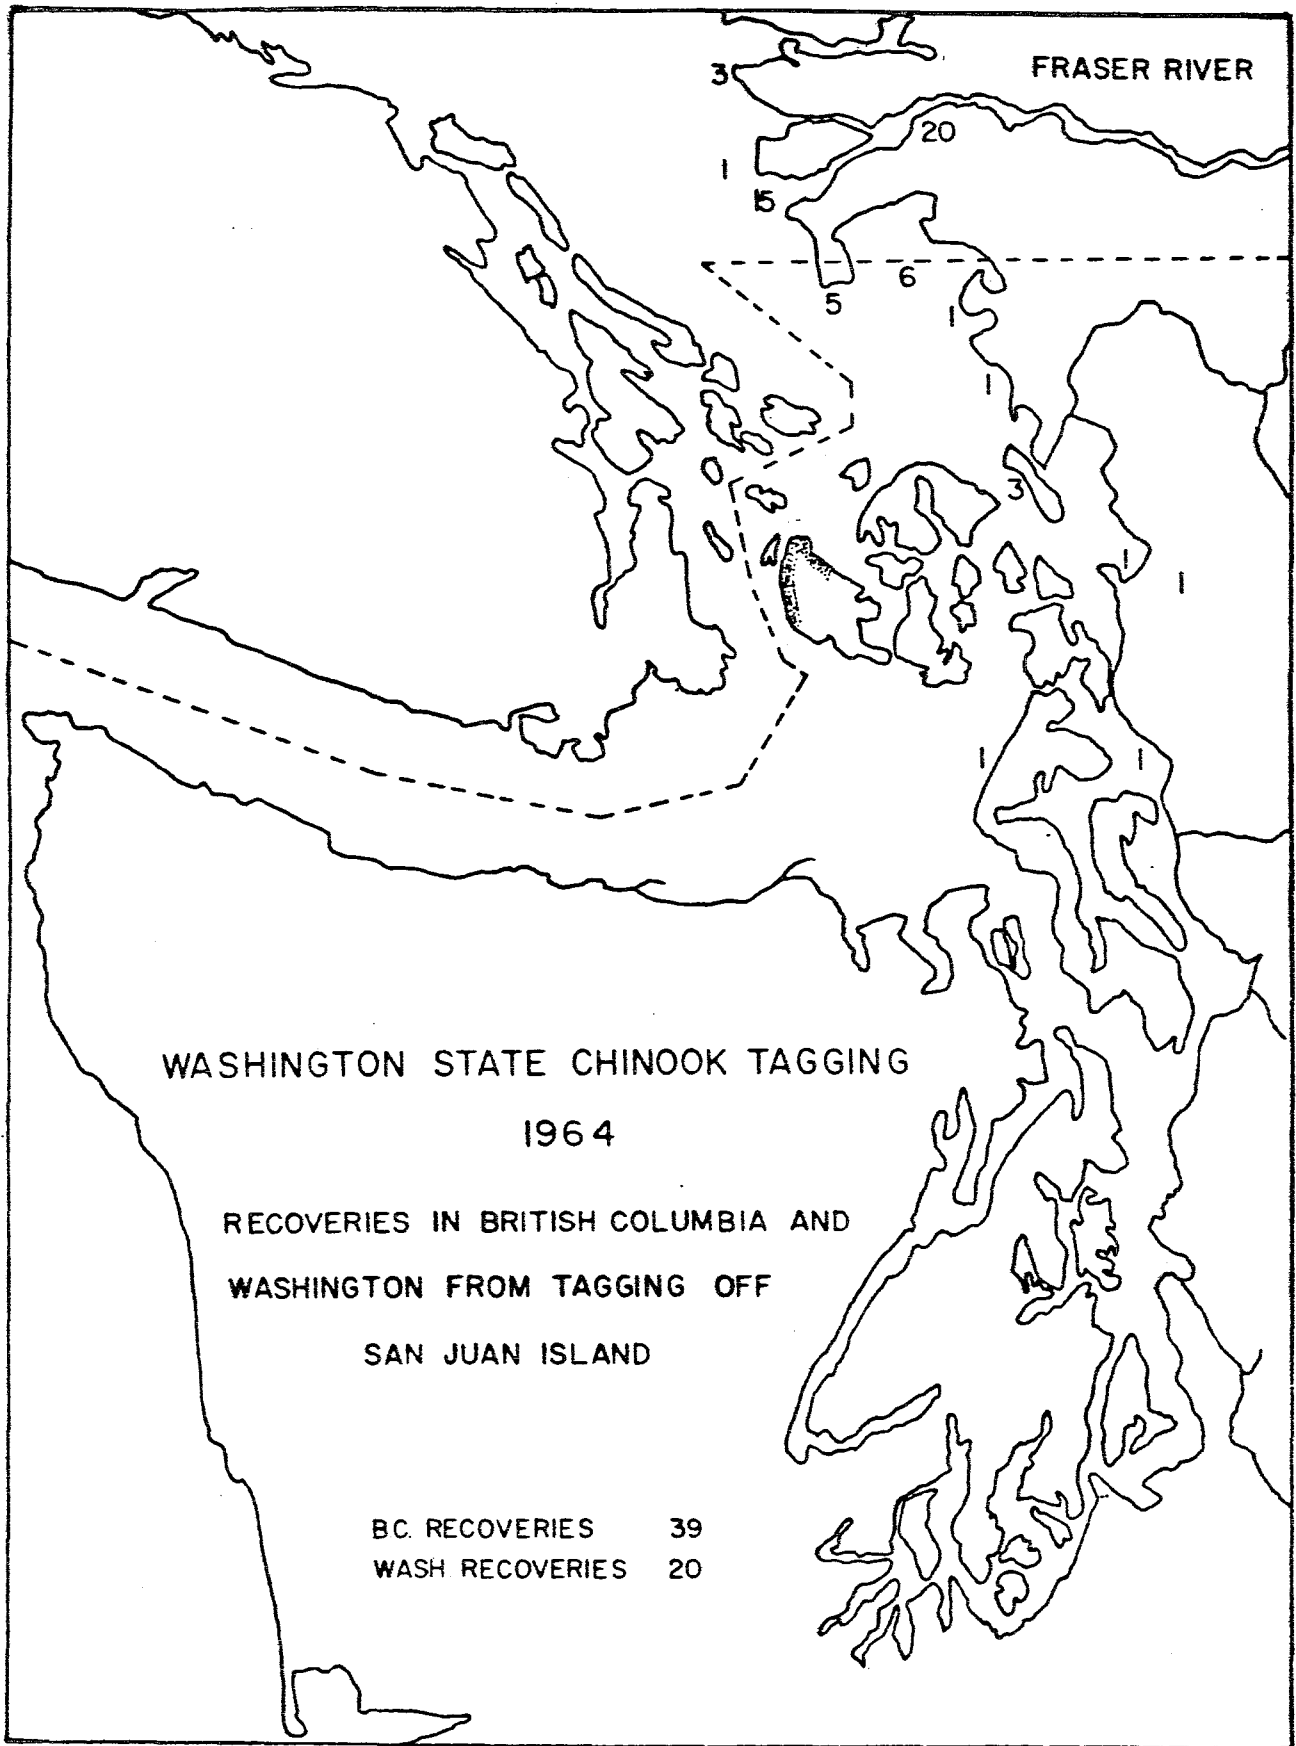 FRASER RIVER
3
20
1
15
6
5
1
1
3
1
1
1
1
WASHINGTON STATE CHINOOK TAGGING
1964
RECOVERIES IN BRITISH COLUMBIA AND
WASHINGTON FROM TAGGING OFF
SAN JUAN ISLAND
BC. RECOVERIES 39
WASH RECOVERIES 20